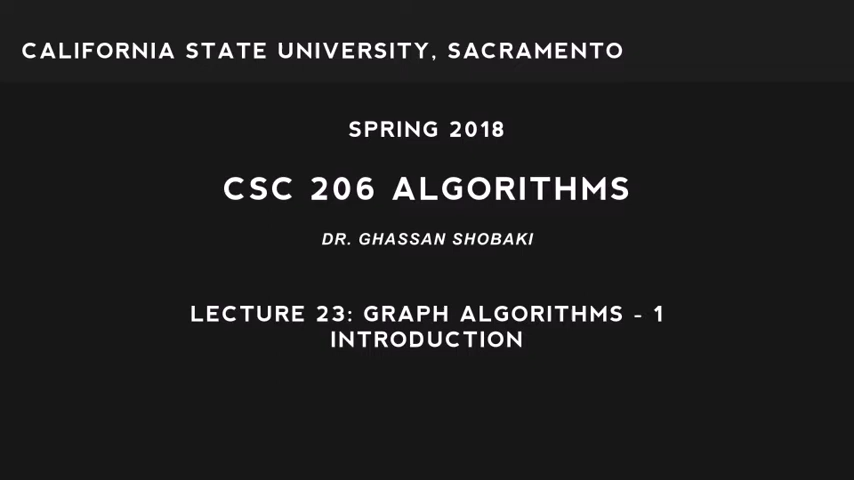 CALIFORNIA STATE UNIVERSITY, SACRAMENTO
SPRING 2018
CSC 206 ALGORITHMS
DR. GHASSAN SHOBAKI
LECTURE 23: GRAPH ALGORITHMS - 1
INTRODUCTION